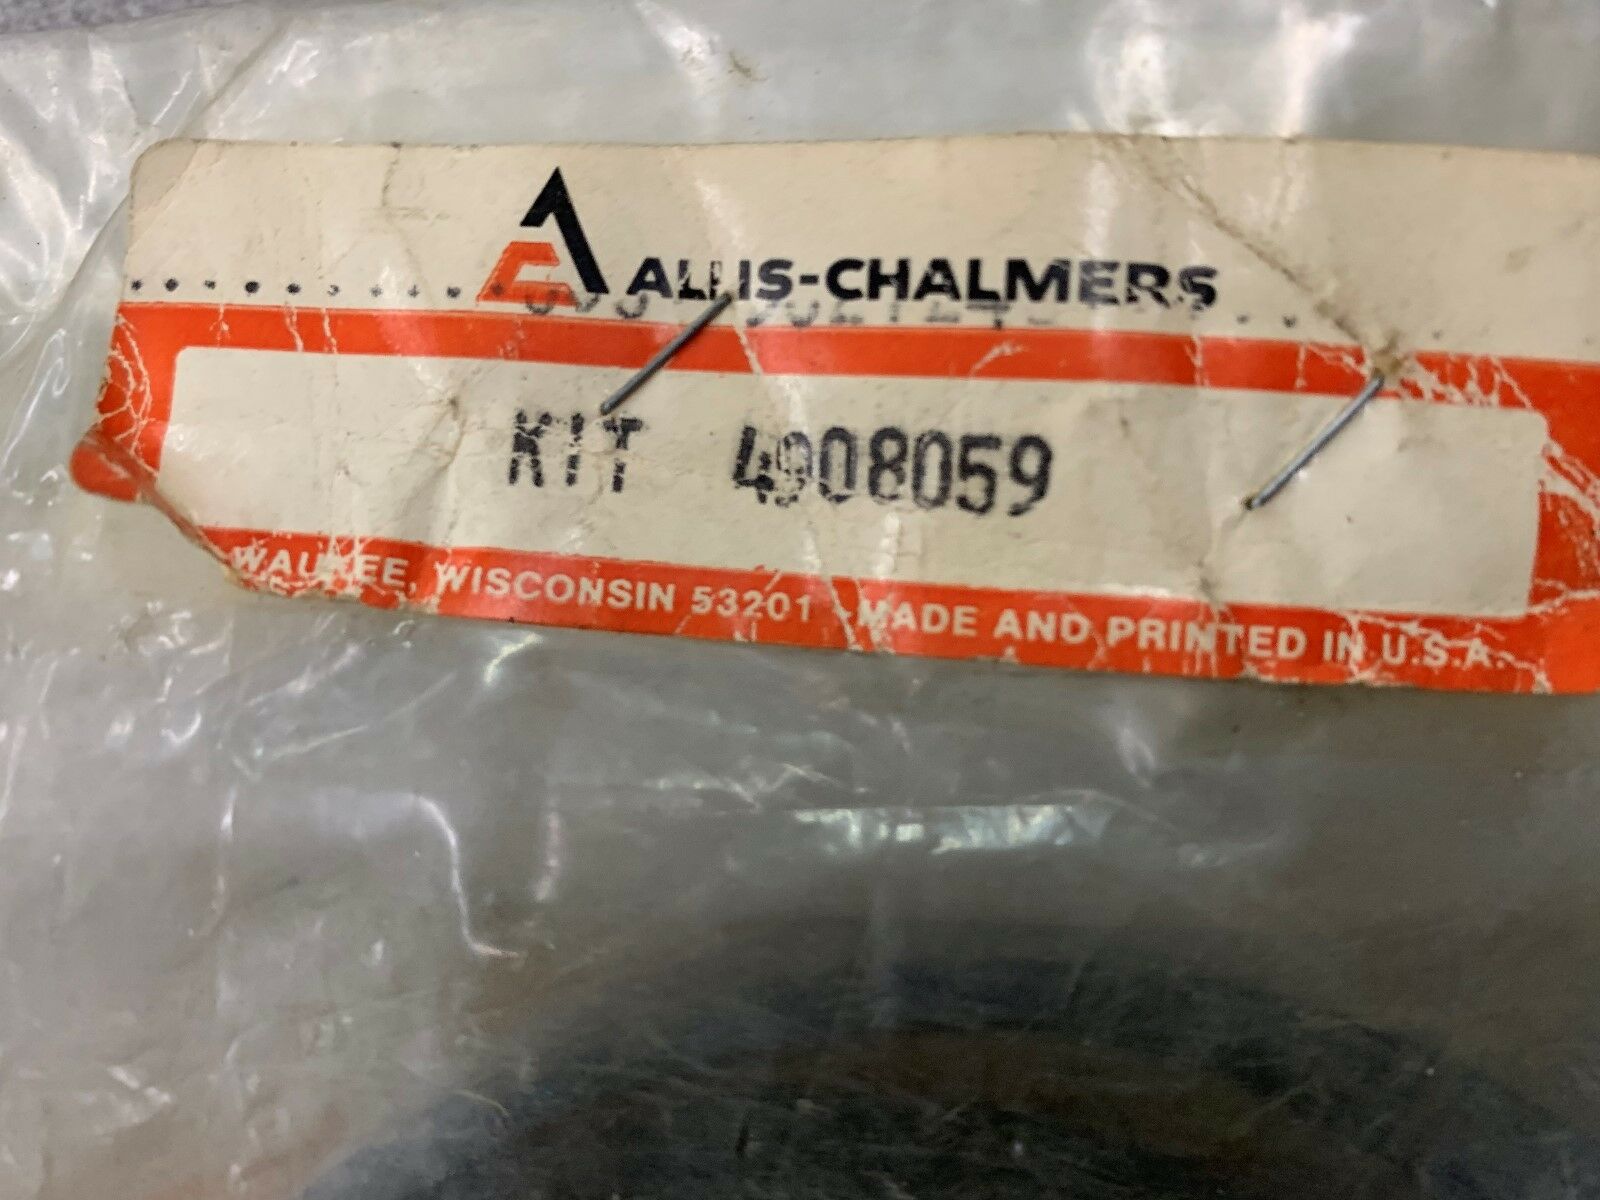 ALLIS-CHALMERS
KIT 4908059
WAUKEE, WISCONSIN 53201 -MADE AND PRINTED IN U.S.A.